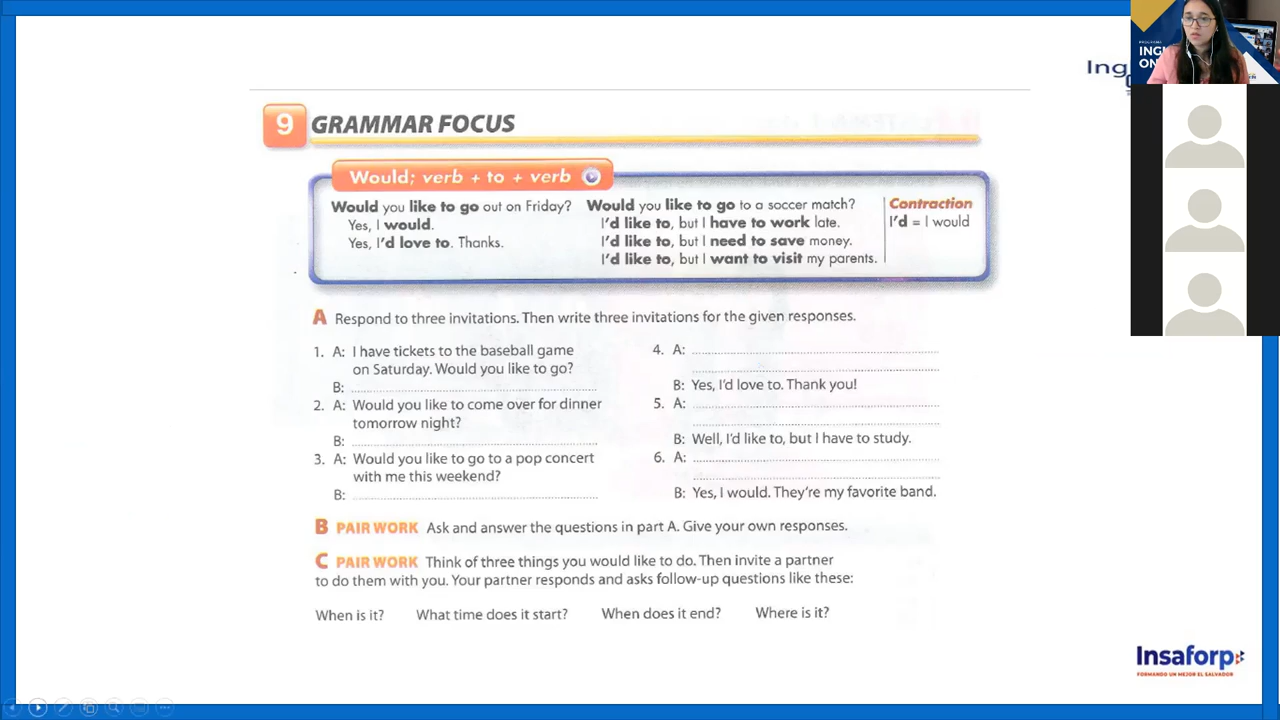 9 GRAMMAR FOCUS
Would; verb + to + verb
Would you like to go out on Friday?
Yes, I would.
Yes, I'd love to. Thanks.
Would you like to go to a soccer match?
I'd like to, but I have to work late.
I'd like to, but I need to save money.
I'd like to, but I want to visit my parents.
Contraction
I'd = I would
A Respond to three invitations. Then write three invitations for the given responses.
1. A: I have tickets to the baseball game
on Saturday. Would you like to go?
B:
2. A: Would you like to come over for dinner
tomorrow night?
B:
3. A: Would you like to go to a pop concert
with me this weekend?
B:
4. A:
B: Yes, I'd love to. Thank you!
5. A:
B: Well, I'd like to, but I have to study.
6. A:
B: Yes, I would. They're my favorite band.
B PAIR WORK Ask and answer the questions in part A. Give your own responses.
C PAIR WORK Think of three things you would like to do. Then invite a partner
to do them with you. Your partner responds and asks follow-up questions like these:
When is it? What time does it start? When does it end? Where is it?
Ing
PROGRAMA
ING
ON
Insaforp
FORMANDO UN MEJOR EL SALVADOR